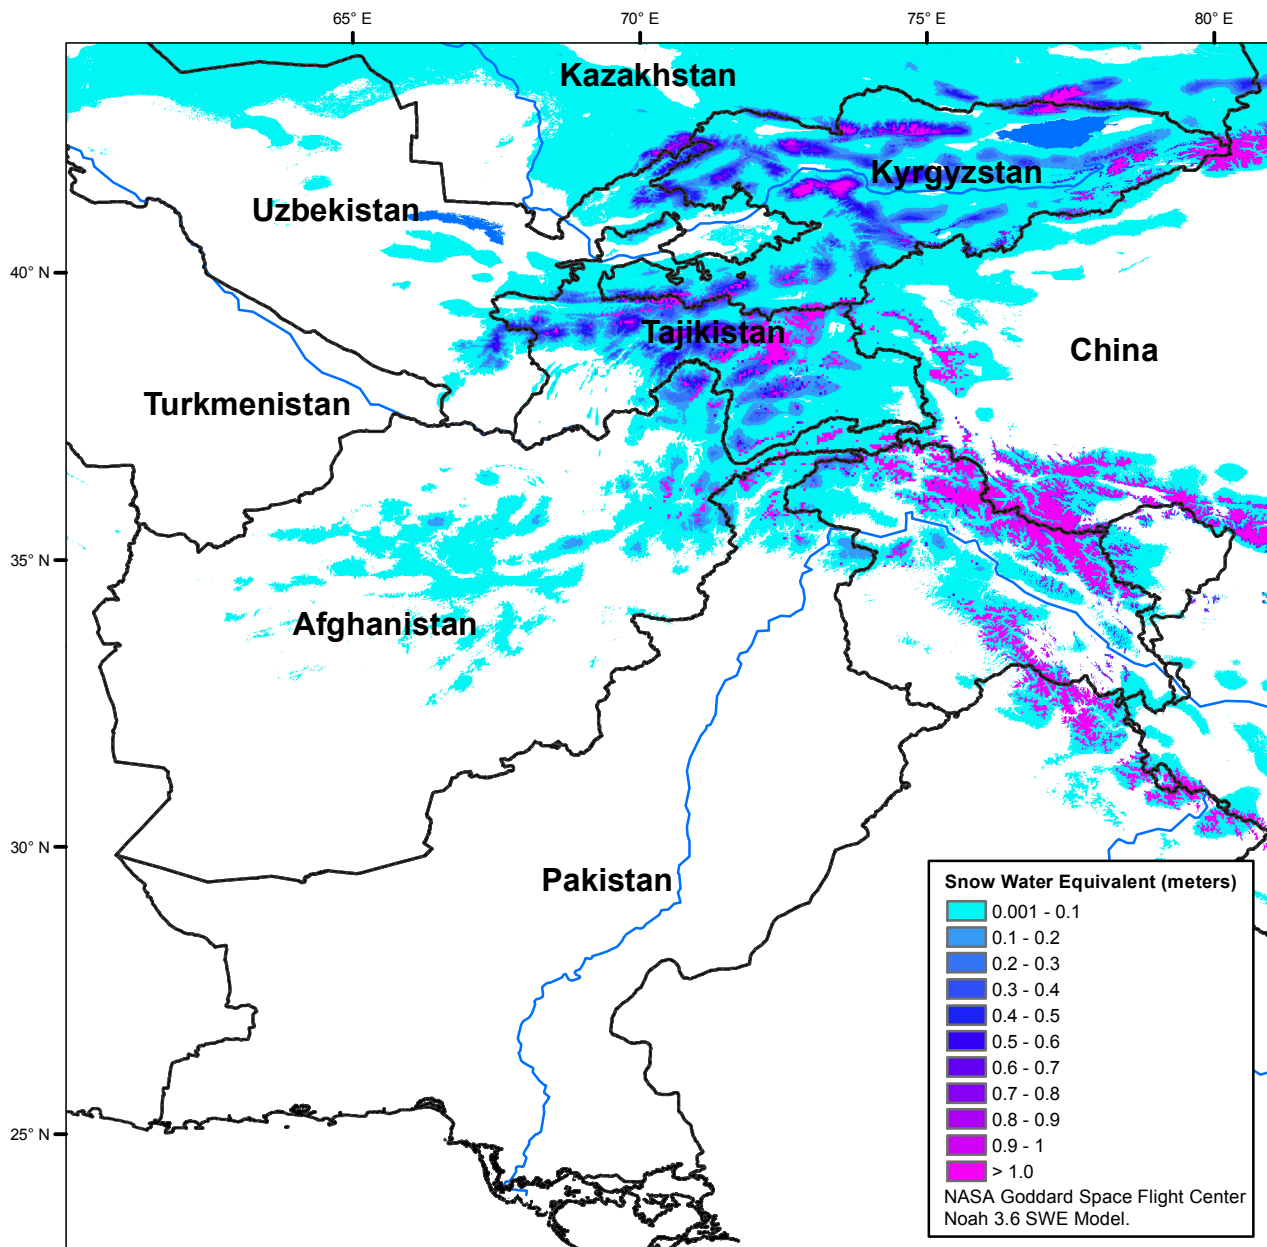 65° E
70° E
75° E
80° E
Kazakhstan
Kyrgyzstan
Uzbekistan
40° N
Tajikistan
China
Turkmenistan
35° N
Afghanistan
30° N
Pakistan
25° N
Snow Water Equivalent (meters)
0.001 - 0.1
0.1 - 0.2
0.2 - 0.3
0.3 - 0.4
0.4 - 0.5
0.5 - 0.6
0.6 - 0.7
0.7 - 0.8
0.8 - 0.9
0.9 - 1
> 1.0
NASA Goddard Space Flight Center
Noah 3.6 SWE Model.